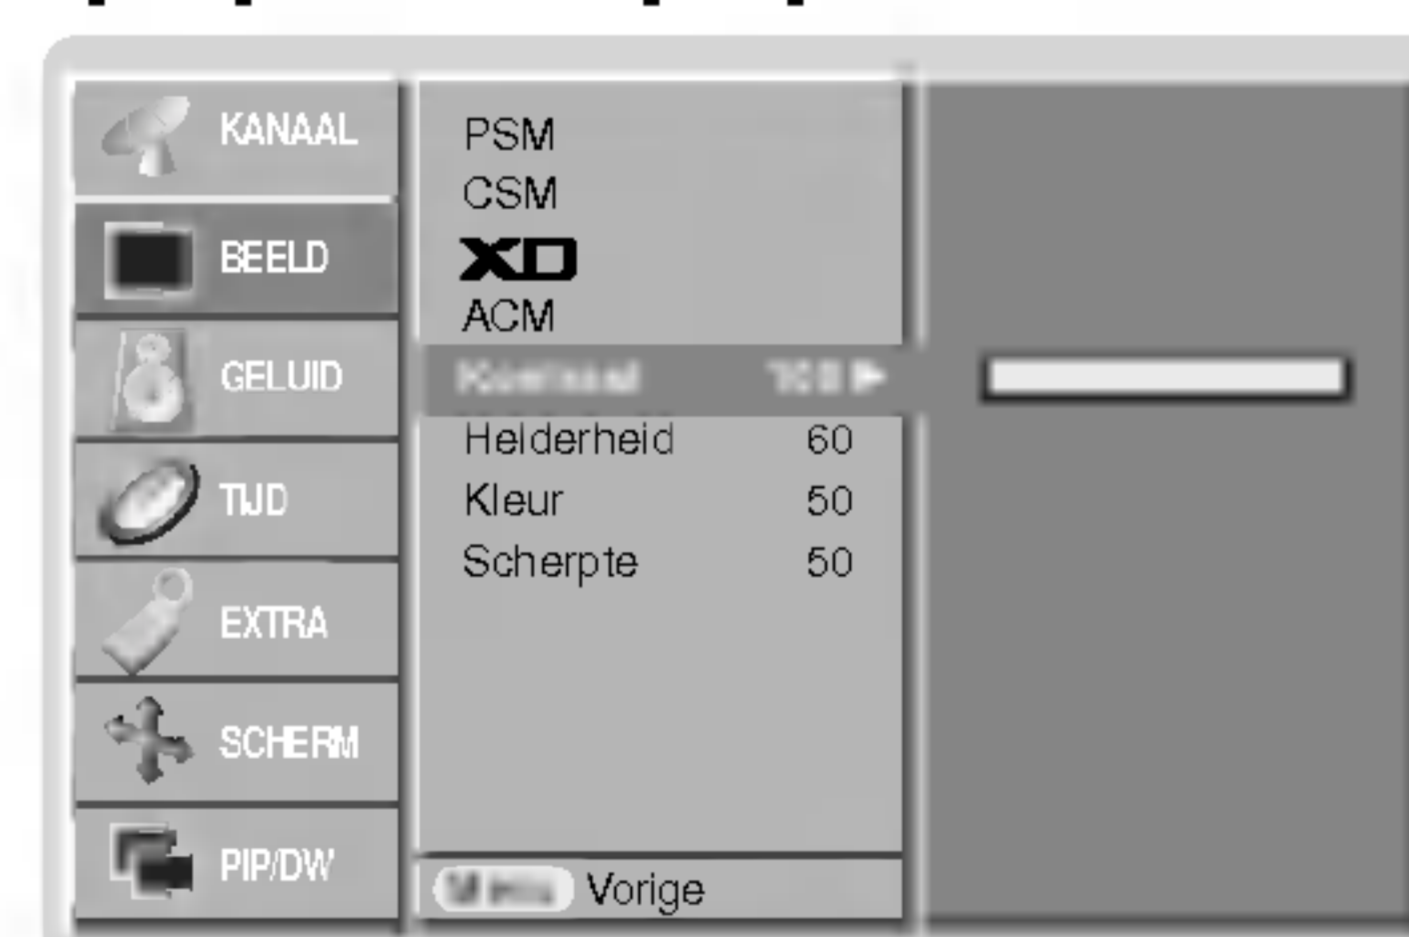 KANAAL
BEELD
GELUID
TIJD
EXTRA
SCHERM
PIP/DW
PSM
CSM
XD
ACM
Helderheid 60
Kleur 50
Scherpte 50
Vorige